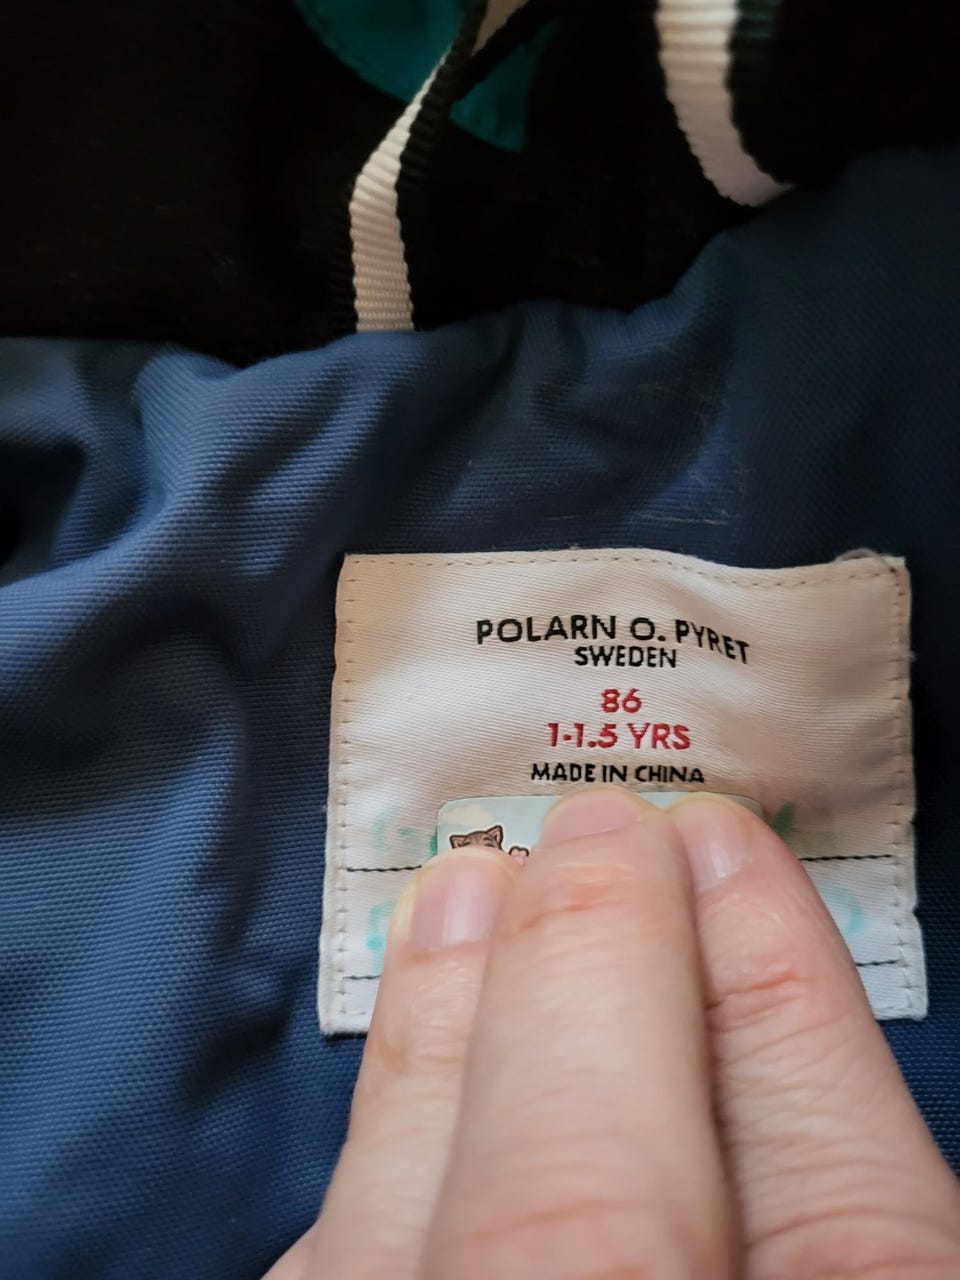 POLARN O. PYRET
SWEDEN
86
1-1.5 YRS
MADE IN CHINA